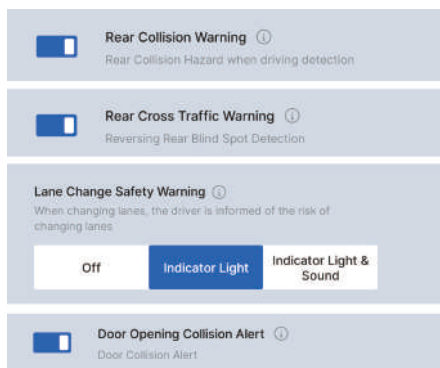 Rear Collision Warning
Rear Collision Hazard when driving detection
Rear Cross Traffic Warning
Reversing Rear Blind Spot Detection
Lane Change Safety Warning
When changing lanes, the driver is informed of the risk of
changing lanes
Off
Indicator Light
Indicator Light &
Sound
Door Opening Collision Alert
Door Collision Alert